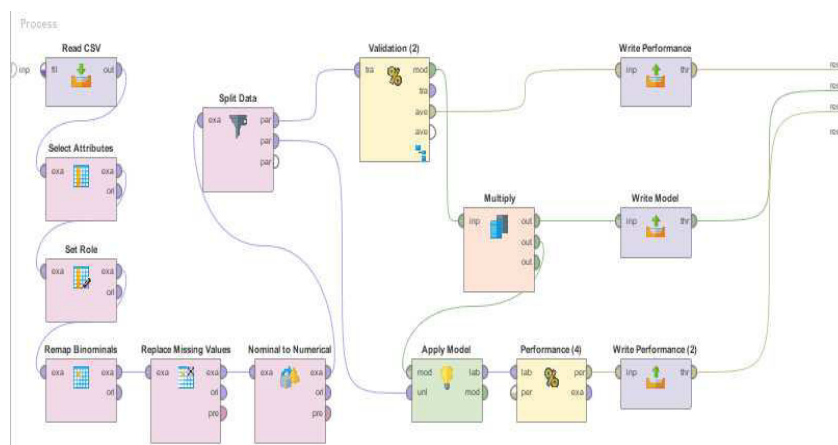 Process
Read CSV
inp
fil
out
Select Attributes
exa
exa
ori
Set Role
exa
exa
ori
Remap Binominals
exa
exa
ori
Replace Missing Values
exa
exa
ori
pre
Nominal to Numerical
exa
exa
ori
pre
Split Data
exa
par
par
par
Validation (2)
tra
mod
tra
ave
ave
Multiply
inp
out
out
out
Apply Model
mod
unl
lab
mod
Performance (4)
lab
per
per
exa
Write Performance
inp
thr
Write Model
inp
thr
Write Performance (2)
inp
thr
res
res
res
res